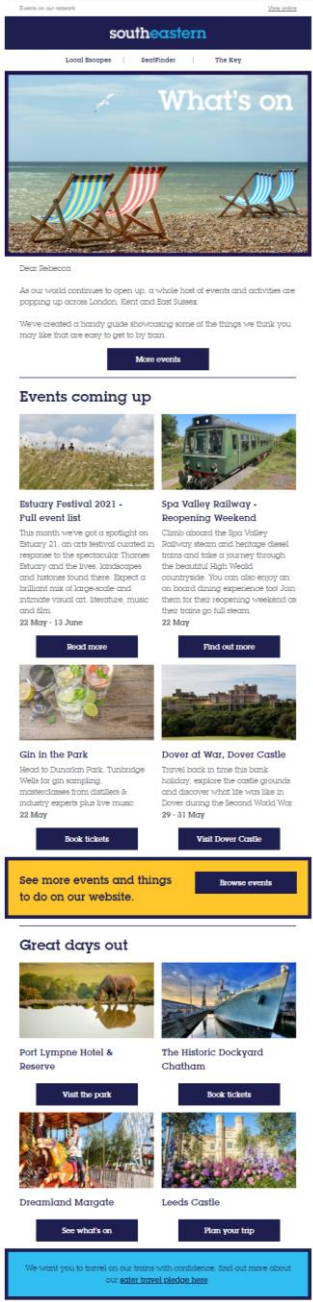 Events on our network
View online
southeastern
Local Escapes | SeatFinder | The Key
What's on
Dear Rebecca
As our world continues to open up, a whole host of events and activities are
popping up across London, Kent and East Sussex.
We've created a handy guide showcasing some of the things we think you
may like that are easy to get to by train.
More events
Events coming up
Estuary Festival 2021 -
Full event list
This month we've got a spotlight on
Estuary 21, an arts festival curated in
response to the spectacular Thames
Estuary and the lives, landscapes
and histories found there. Expect a
brilliant mix of large-scale and
intimate visual art, literature, music
and film.
22 May - 13 June
Read more
Spa Valley Railway -
Reopening Weekend
Climb aboard the Spa Valley
Railway steam and heritage diesel
trains and take a journey through
the beautiful High Weald
countryside. You can also enjoy an
on board dining experience too! Join
them for their reopening weekend as
their trains go full steam.
22 May
Find out more
Gin in the Park
Head to Dunorlan Park, Tunbridge
Wells for gin sampling,
masterclasses from distillers &
industry experts plus live music.
22 May
Book tickets
Dover at War, Dover Castle
Travel back in time this bank
holiday, explore the castle grounds
and discover what life was like in
Dover during the Second World War.
29 - 31 May
Visit Dover Castle
See more events and things
to do on our website.
Browse events
Great days out
Port Lympne Hotel &
Reserve
Visit the park
The Historic Dockyard
Chatham
Book tickets
Dreamland Margate
See what's on
Leeds Castle
Plan your trip
We want you to travel on our trains with confidence, find out more about
our safer travel pledge here.